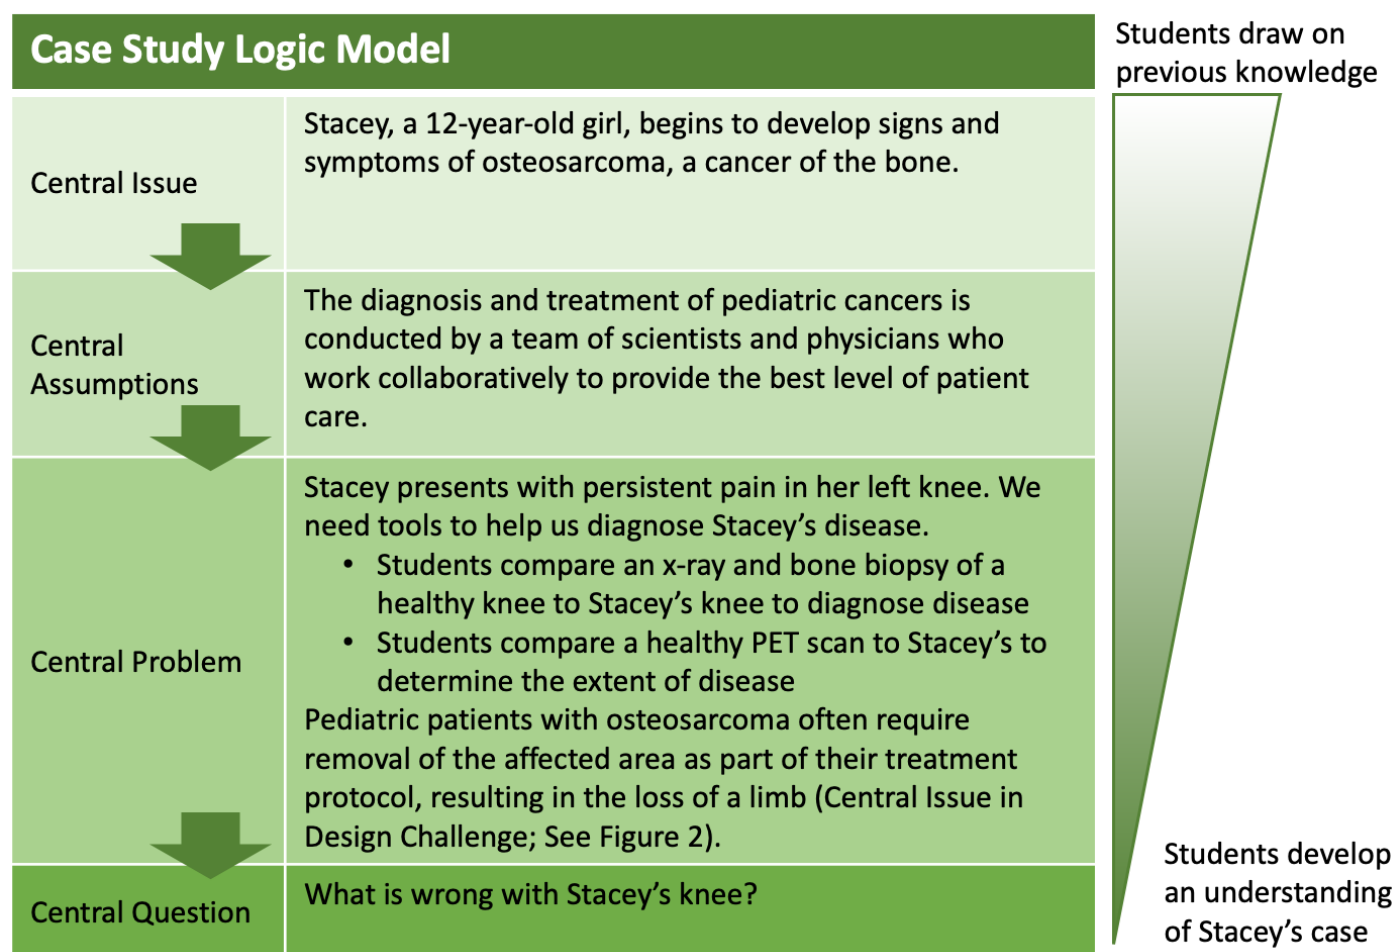 Case Study Logic Model
Students draw on
previous knowledge
Central Issue
Stacey, a 12-year-old girl, begins to develop signs and
symptoms of osteosarcoma, a cancer of the bone.
Central
Assumptions
The diagnosis and treatment of pediatric cancers is
conducted by a team of scientists and physicians who
work collaboratively to provide the best level of patient
care.
Central Problem
Stacey presents with persistent pain in her left knee. We
need tools to help us diagnose Stacey’s disease.
• Students compare an x-ray and bone biopsy of a
healthy knee to Stacey’s knee to diagnose disease
• Students compare a healthy PET scan to Stacey’s to
determine the extent of disease
Pediatric patients with osteosarcoma often require
removal of the affected area as part of their treatment
protocol, resulting in the loss of a limb (Central Issue in
Design Challenge; See Figure 2).
Central Question
What is wrong with Stacey’s knee?
Students develop
an understanding
of Stacey’s case